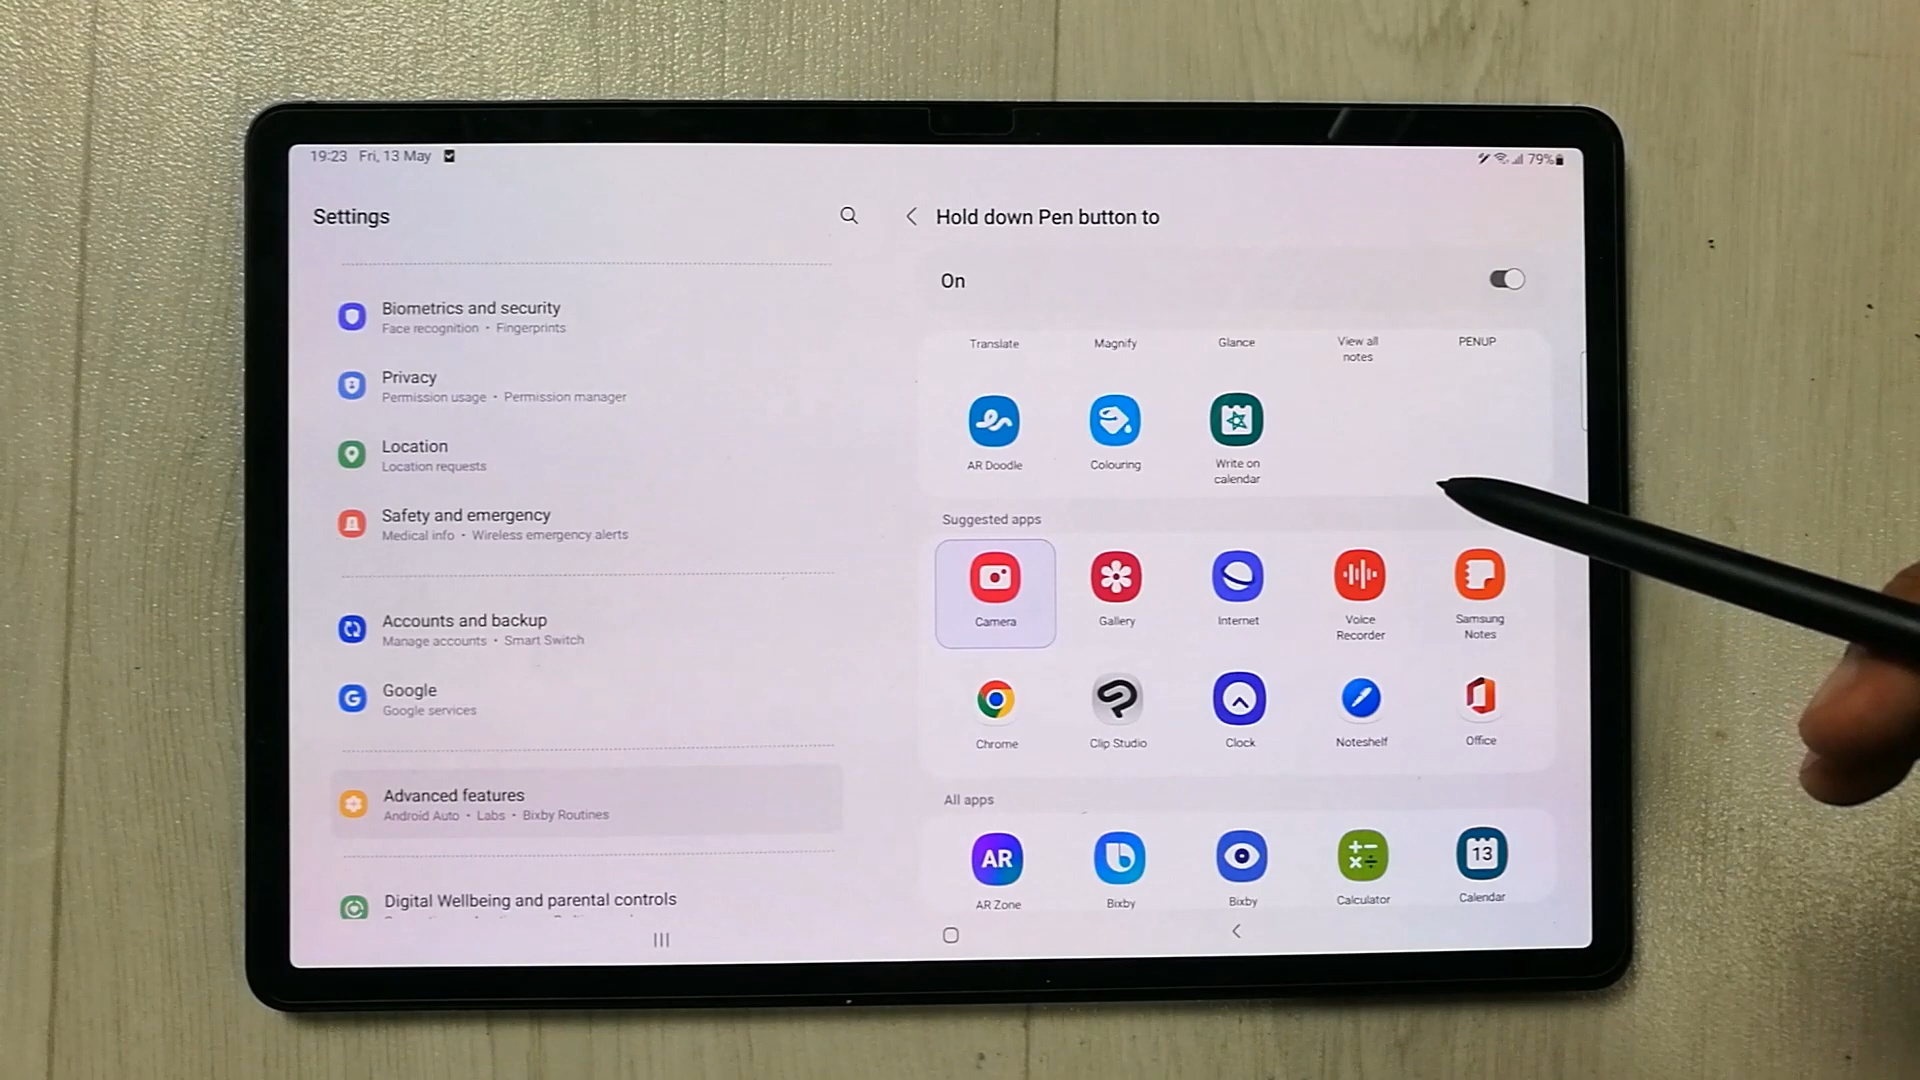 19:23 Fri, 13 May
79%
Settings
Biometrics and security
Face recognition • Fingerprints
Privacy
Permission usage • Permission manager
Location
Location requests
Safety and emergency
Medical info • Wireless emergency alerts
Accounts and backup
Manage accounts • Smart Switch
Google
Google services
Advanced features
Android Auto • Labs • Bixby Routines
Digital Wellbeing and parental controls
Hold down Pen button to
On
Translate Magnify Glance View all PENUP
notes
AR Doodle Colouring Write on
calendar
Suggested apps
Camera Gallery Internet Voice Samsung
Recorder Notes
Chrome Clip Studio Clock Noteshelf Office
All apps
AR
13
AR Zone Bixby Bixby Calculator Calendar